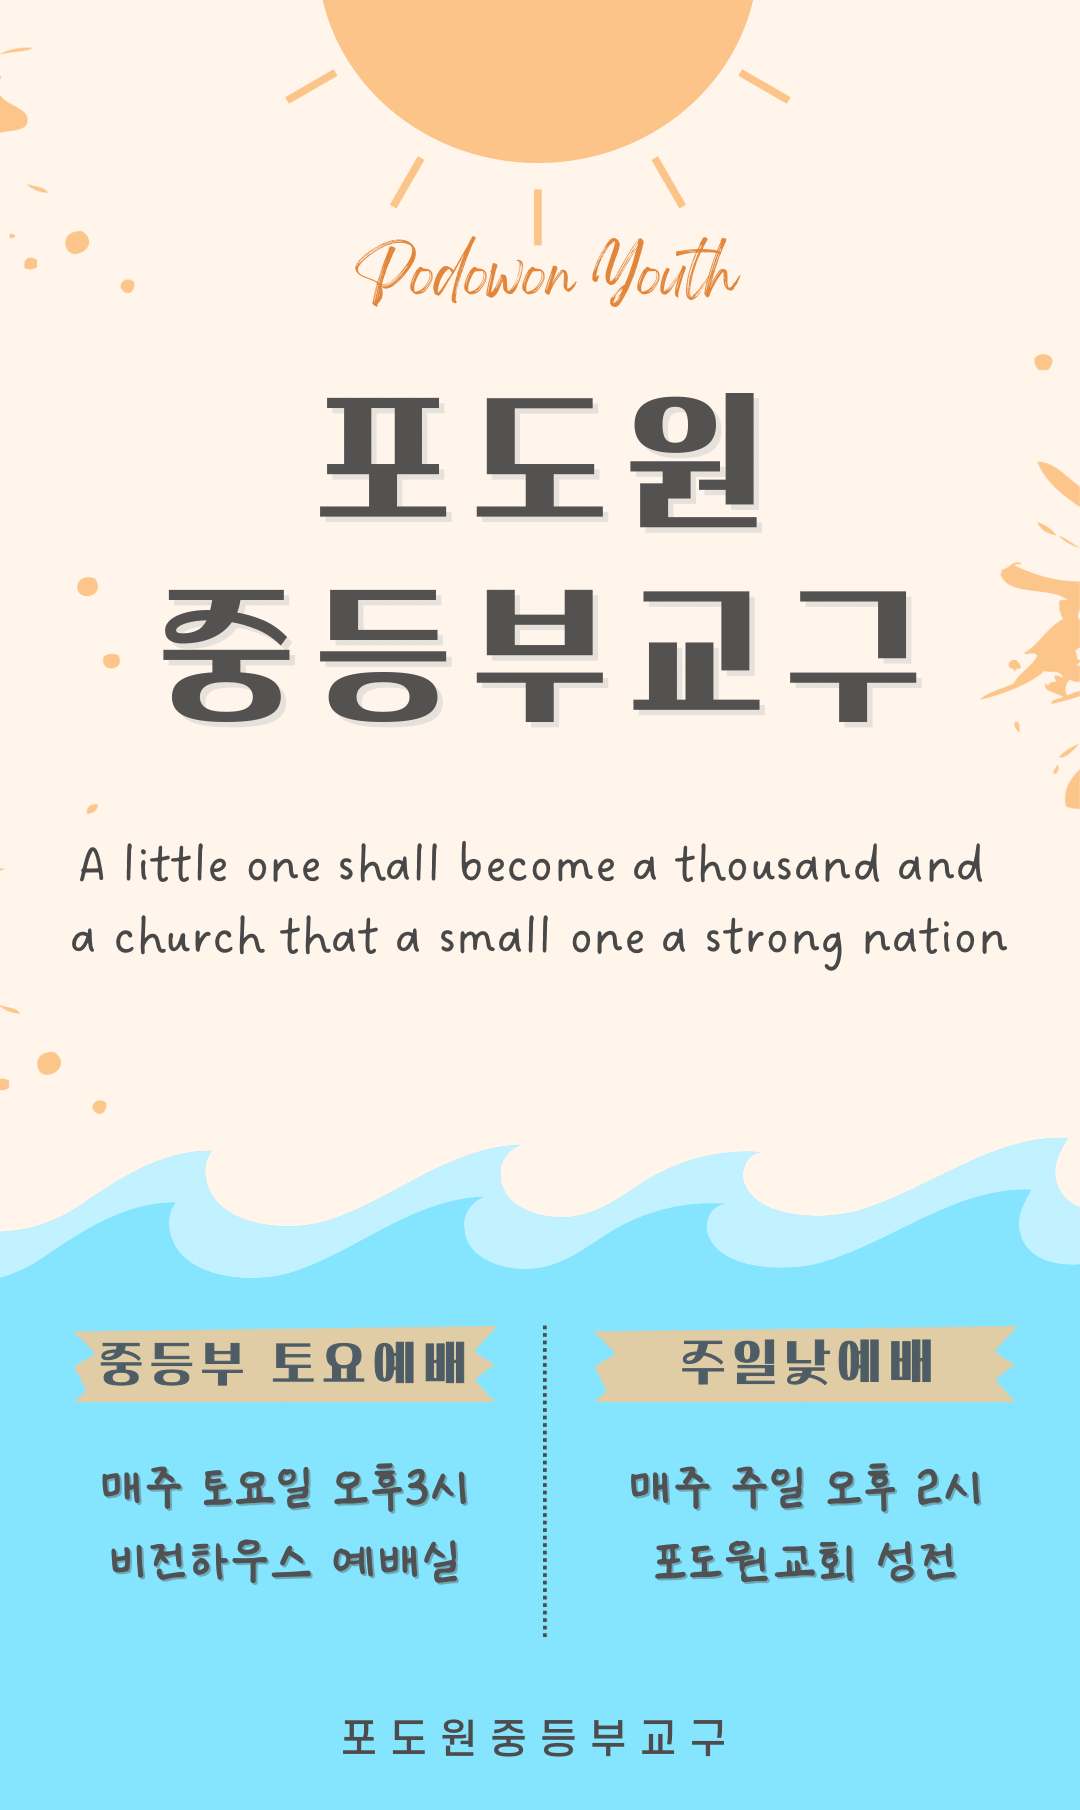 Podowon Youth
포도원
중등부교구
A little one shall become a thousand and
a church that a small one a strong nation
중등부 토요예배
매주 토요일 오후3시
비전하우스 예배실
주일낮예배
매주 주일 오후 2시
포도원교회 성전
포도원중등부교구